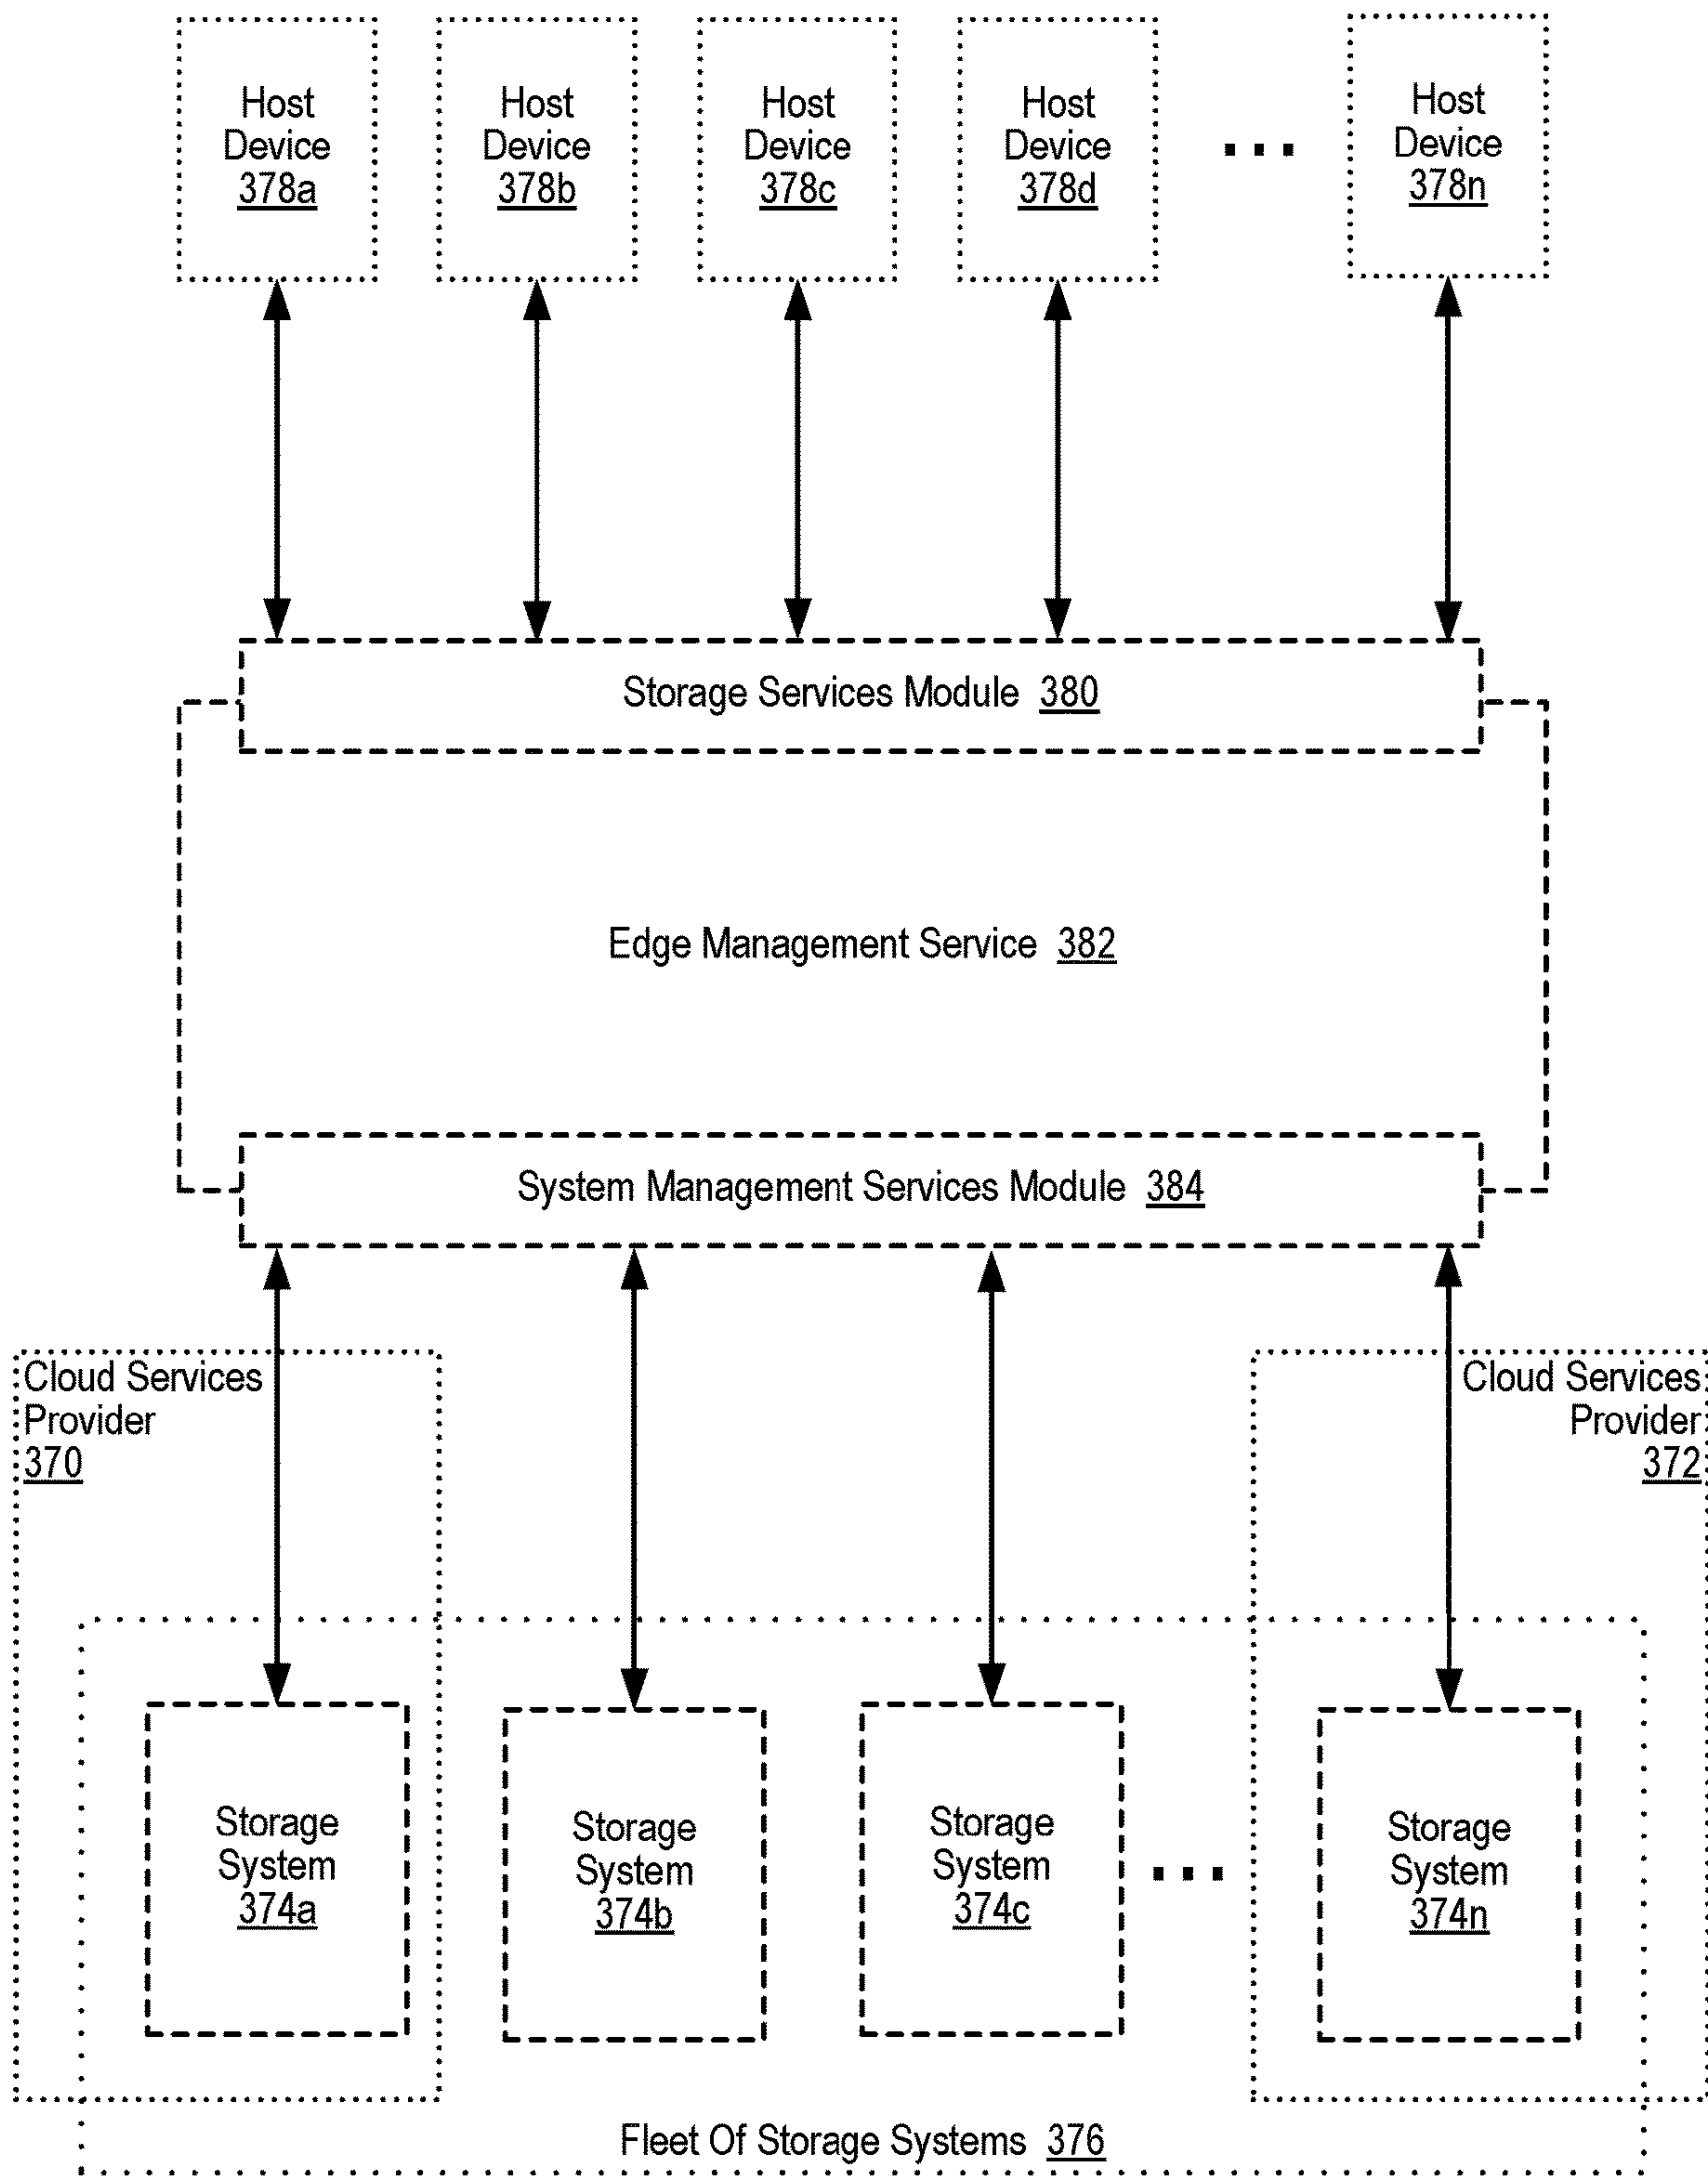 Host
Device
378a
Host
Device
378b
Host
Device
378c
Host
Device
378d
...
Host
Device
378n
Storage Services Module 380
Edge Management Service 382
System Management Services Module 384
Cloud Services
Provider
370
Cloud Services
Provider
372
Storage
System
374a
Storage
System
374b
Storage
System
374c
...
Storage
System
374n
Fleet Of Storage Systems 376